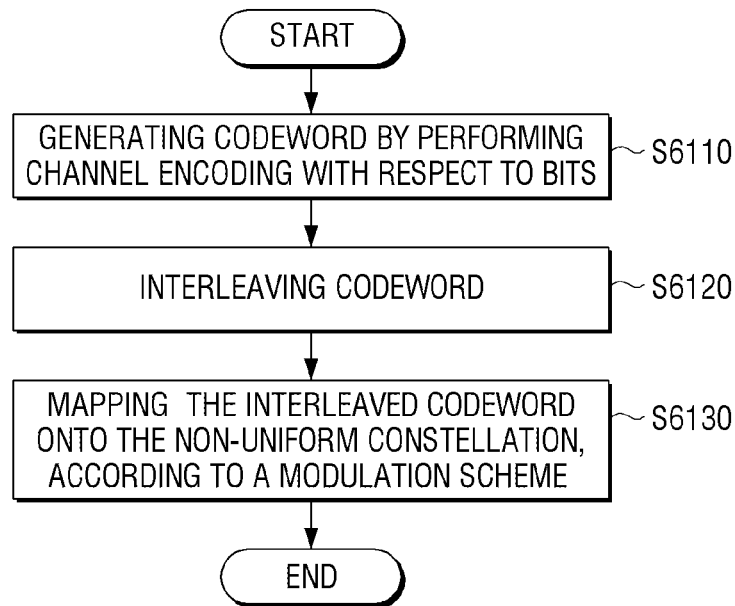 START
GENERATING CODEWORD BY PERFORMING
CHANNEL ENCODING WITH RESPECT TO BITS
S6110
INTERLEAVING CODEWORD
S6120
MAPPING THE INTERLEAVED CODEWORD
ONTO THE NON-UNIFORM CONSTELLATION,
ACCORDING TO A MODULATION SCHEME
S6130
END